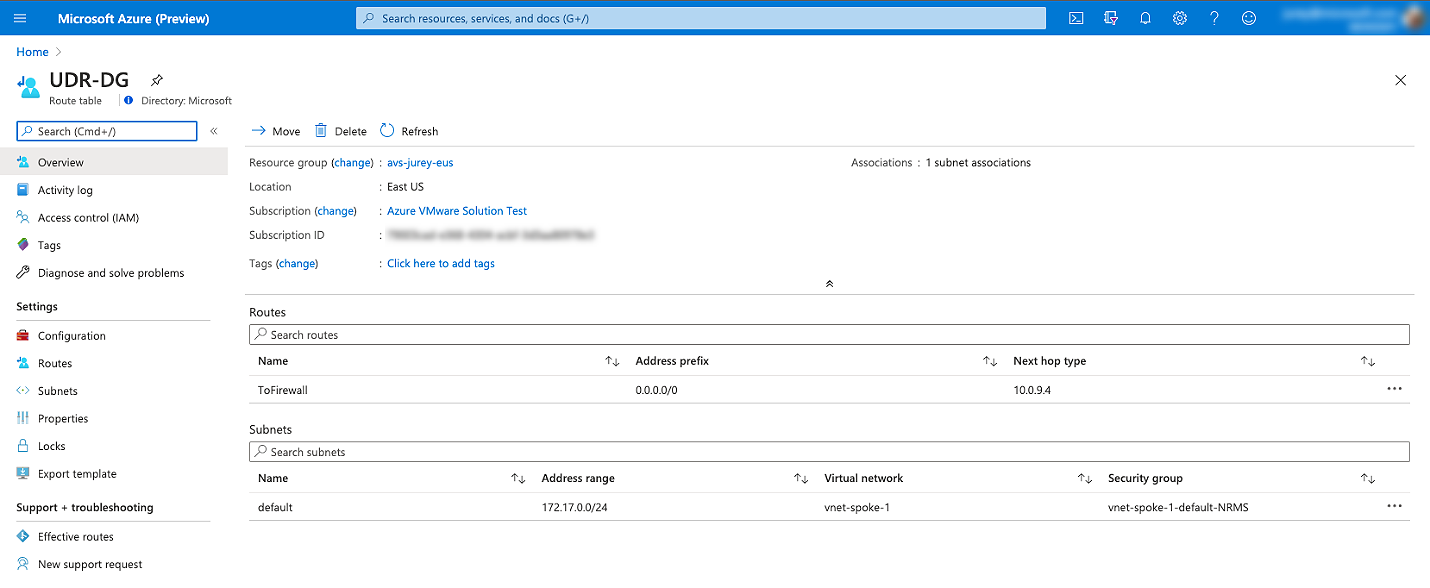 Microsoft Azure (Preview)
Search resources, services, and docs (G+/)
Home
UDR-DG
Route table
Directory: Microsoft
Search (Cmd+/)
Overview
Activity log
Access control (IAM)
Tags
Diagnose and solve problems
Settings
Configuration
Routes
Subnets
Properties
Locks
Export template
Support + troubleshooting
Effective routes
New support request
Move Delete Refresh
Resource group (change) : avs-jurey-eus
Associations : 1 subnet associations
Location : East US
Subscription (change) : Azure VMware Solution Test
Subscription ID :
Tags (change) : Click here to add tags
Routes
Search routes
Name Address prefix Next hop type
ToFirewall 0.0.0.0/0 10.0.9.4
Subnets
Search subnets
Name Address range Virtual network Security group
default 172.17.0.0/24 vnet-spoke-1 vnet-spoke-1-default-NRMS